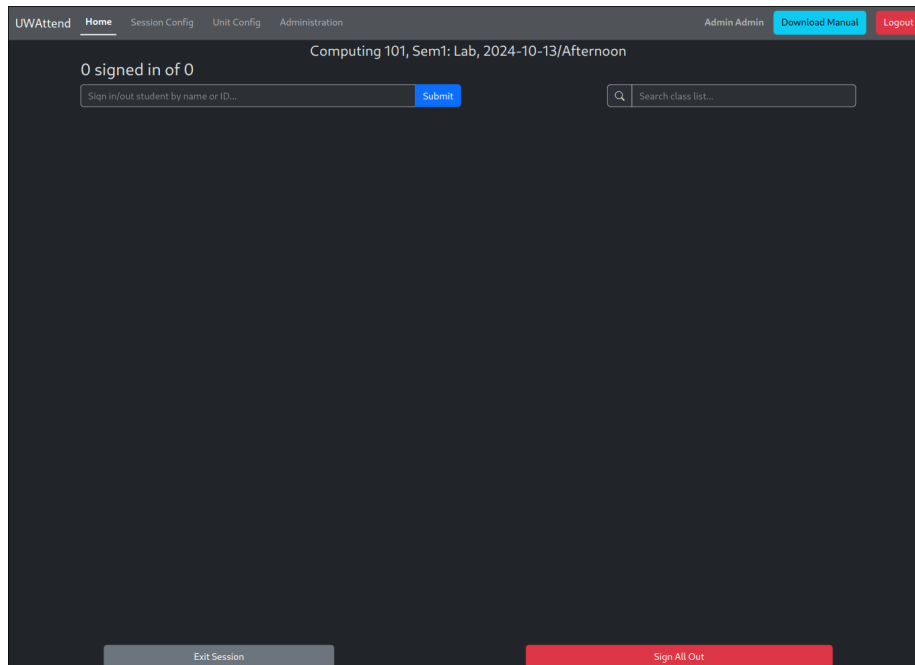 UWAttend Home Session Config Unit Config Administration Admin Admin Download Manual Logout
Computing 101, Sem1: Lab, 2024-10-13/Afternoon
0 signed in of 0
Sign in/out student by name or ID... Submit Search class list...
Exit Session Sign All Out